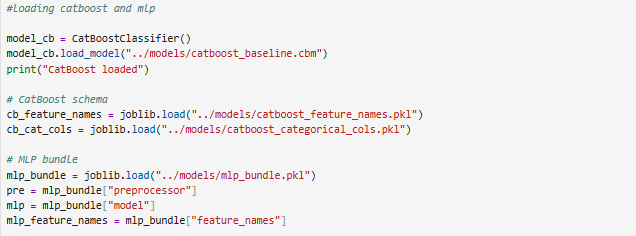 #Loading catboost and mlp
model_cb = CatBoostClassifier()
model_cb.load_model("../models/catboost_baseline.cbm")
print("CatBoost loaded")
# CatBoost schema
cb_feature_names = joblib.load("../models/catboost_feature_names.pkl")
cb_cat_cols = joblib.load("../models/catboost_categorical_cols.pkl")
# MLP bundle
mlp_bundle = joblib.load("../models/mlp_bundle.pkl")
pre = mlp_bundle["preprocessor"]
mlp = mlp_bundle["model"]
mlp_feature_names = mlp_bundle["feature_names"]